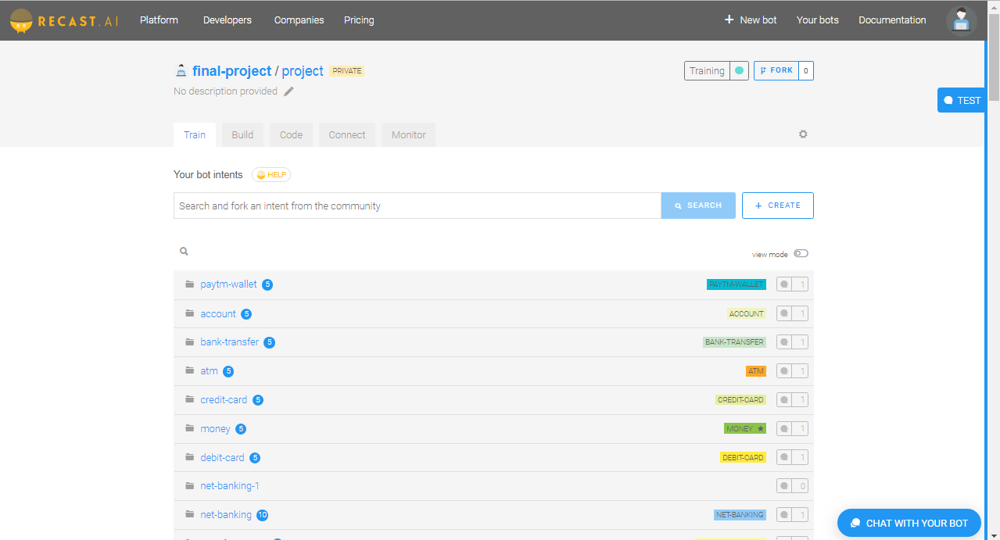 RECAST.AI Platform Developers Companies Pricing + New bot Your bots Documentation
final-project / project PRIVATE Training FORK 0
No description provided
TEST
Train Build Code Connect Monitor
Your bot intents HELP
Search and fork an intent from the community SEARCH + CREATE
view mode
paytm-wallet 5 PAYTM-WALLET 1
account 5 ACCOUNT 1
bank-transfer 5 BANK-TRANSFER 1
atm 5 ATM 1
credit-card 5 CREDIT-CARD 1
money 5 MONEY ★ 1
debit-card 5 DEBIT-CARD 1
net-banking-1 0
net-banking 10 NET-BANKING 1
CHAT WITH YOUR BOT